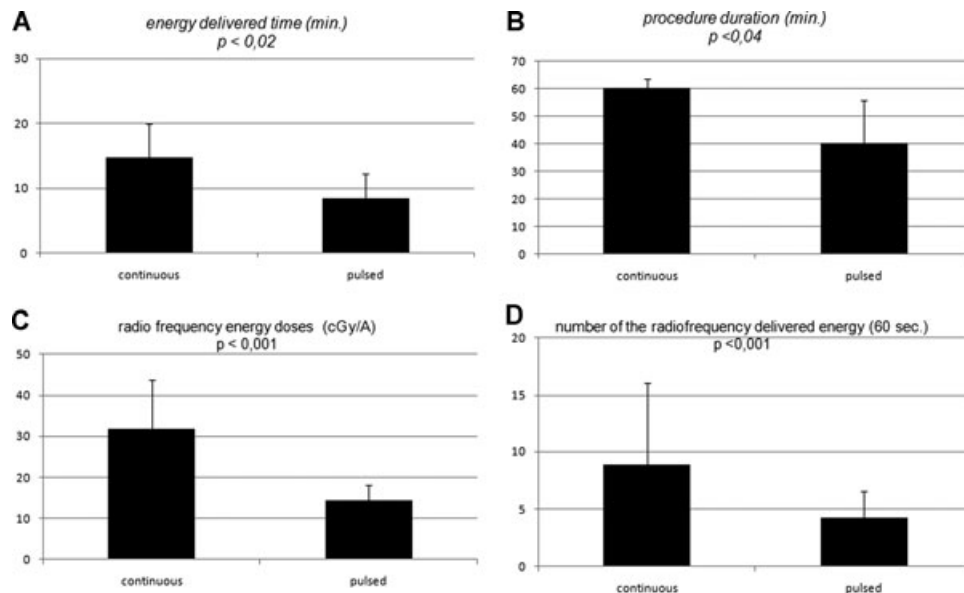 A
energy delivered time (min.)
p < 0,02
30
20
10
0
continuous pulsed
B
procedure duration (min.)
p <0,04
70
60
50
40
30
20
10
0
continuous pulsed
C
radio frequency energy doses (cGy/A)
p < 0,001
50
40
30
20
10
0
continuous pulsed
D
number of the radiofrequency delivered energy (60 sec.)
p <0,001
20
15
10
5
0
continuous pulsed